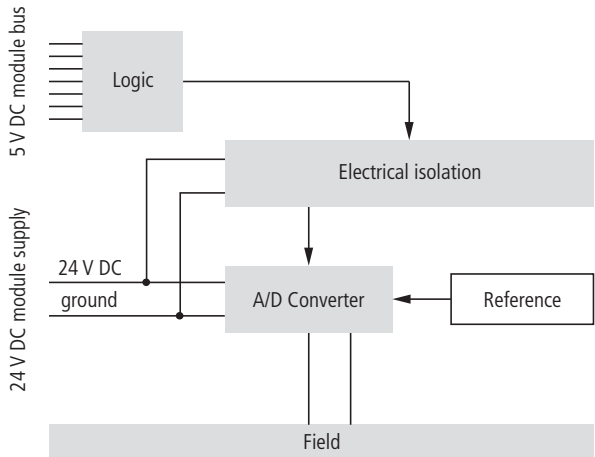 5 V DC module bus
Logic
Electrical isolation
24 V DC module supply
24 V DC
ground
A/D Converter
Reference
Field